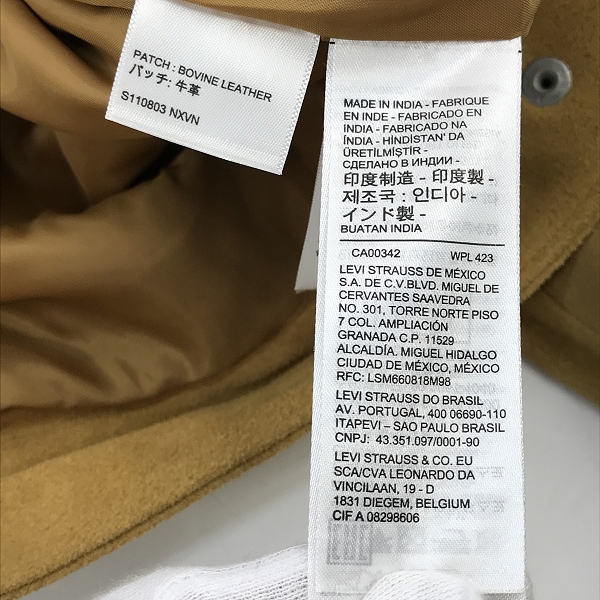 PATCH : BOVINE LEATHER
パッチ: 牛革
S110803 NXVN
MADE IN INDIA - FABRIQUE
EN INDE - FABRICADO EN
INDIA - FABRICADO NA
ÍNDIA - HİNDİSTAN' DA
ÜRETİLMİŞTİR -
СДЕЛАНО В ИНДИИ -
印度制造 - 印度製 -
제조국 : 인디아 -
インド製 -
BUATAN INDIA
CA00342 WPL 423
LEVI STRAUSS DE MÉXICO
S.A. DE C.V.BLVD. MIGUEL DE
CERVANTES SAAVEDRA
NO. 301, TORRE NORTE PISO
7 COL. AMPLIACIÓN
GRANADA C.P. 11529
ALCALDÍA. MIGUEL HIDALGO
CIUDAD DE MÉXICO, MÉXICO
RFC: LSM660818M98
LEVI STRAUSS DO BRASIL
AV. PORTUGAL, 400 06690-110
ITAPEVI – SAO PAULO BRASIL
CNPJ: 43.351.097/0001-90
LEVI STRAUSS & CO. EU
SCA/CVA LEONARDO DA
VINCILAAN, 19 - D
1831 DIEGEM, BELGIUM
CIF A 08298606